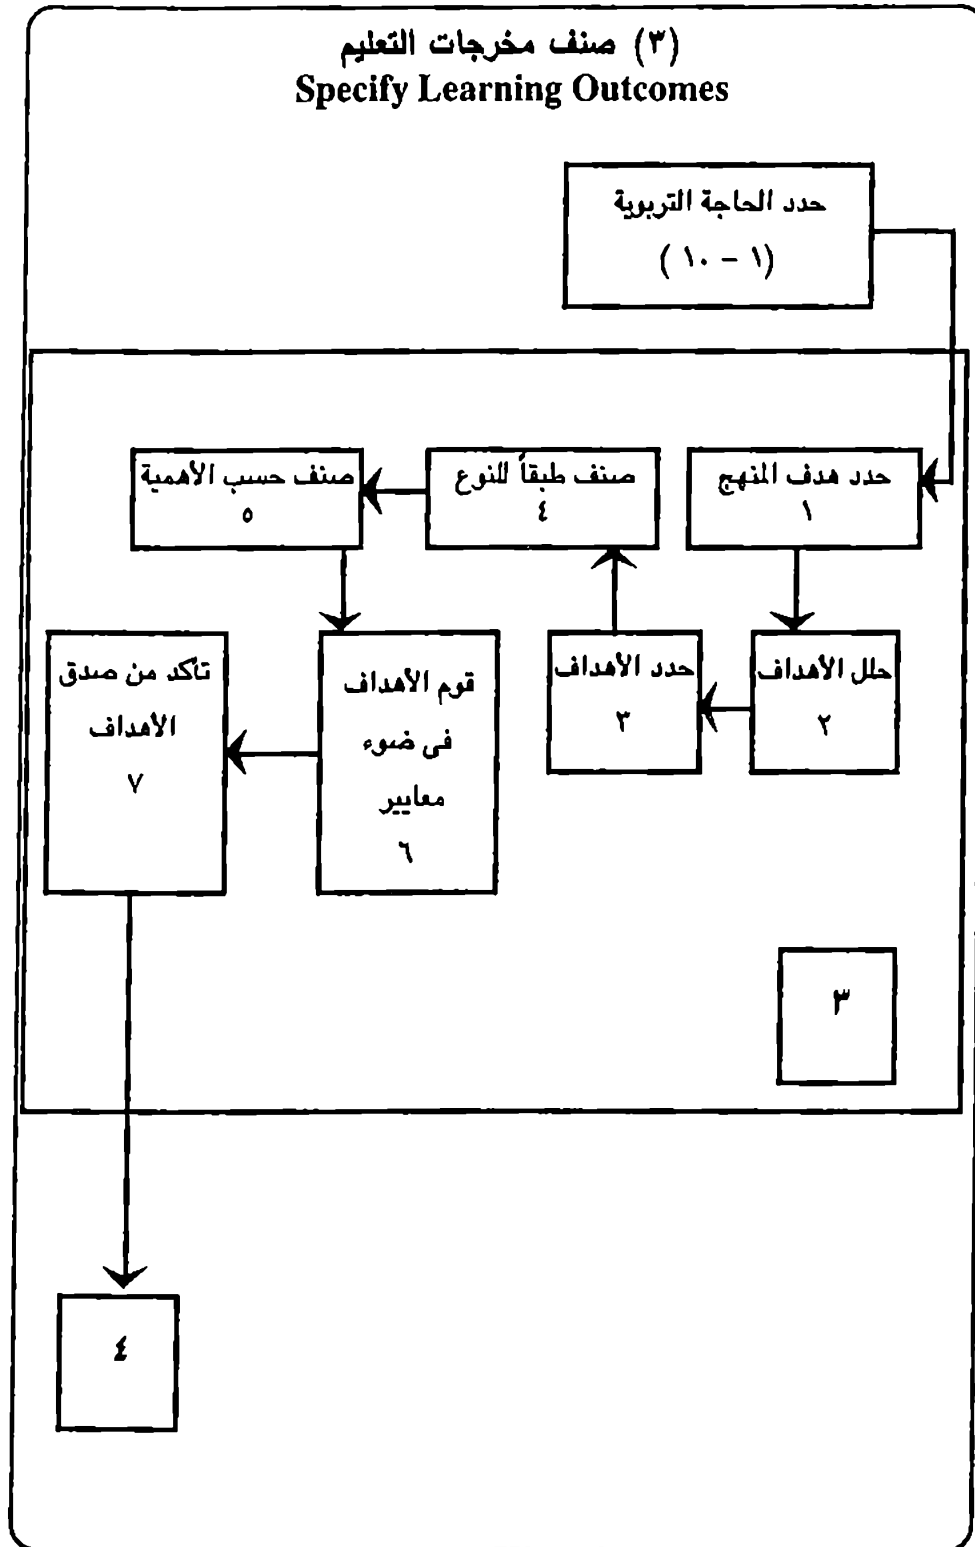 (٣) صنف مخرجات التعليم
Specify Learning Outcomes
حدد الحاجة التربوية
(١ - ١٠)
حدد هدف المنهج
١
حلل الأهداف
٢
حدد الأهداف
٣
صنف طبقاً للنوع
٤
صنف حسب الأهمية
٥
قوم الأهداف
فى ضوء
معايير
٦
تأكد من صدق
الأهداف
٧
٣
٤